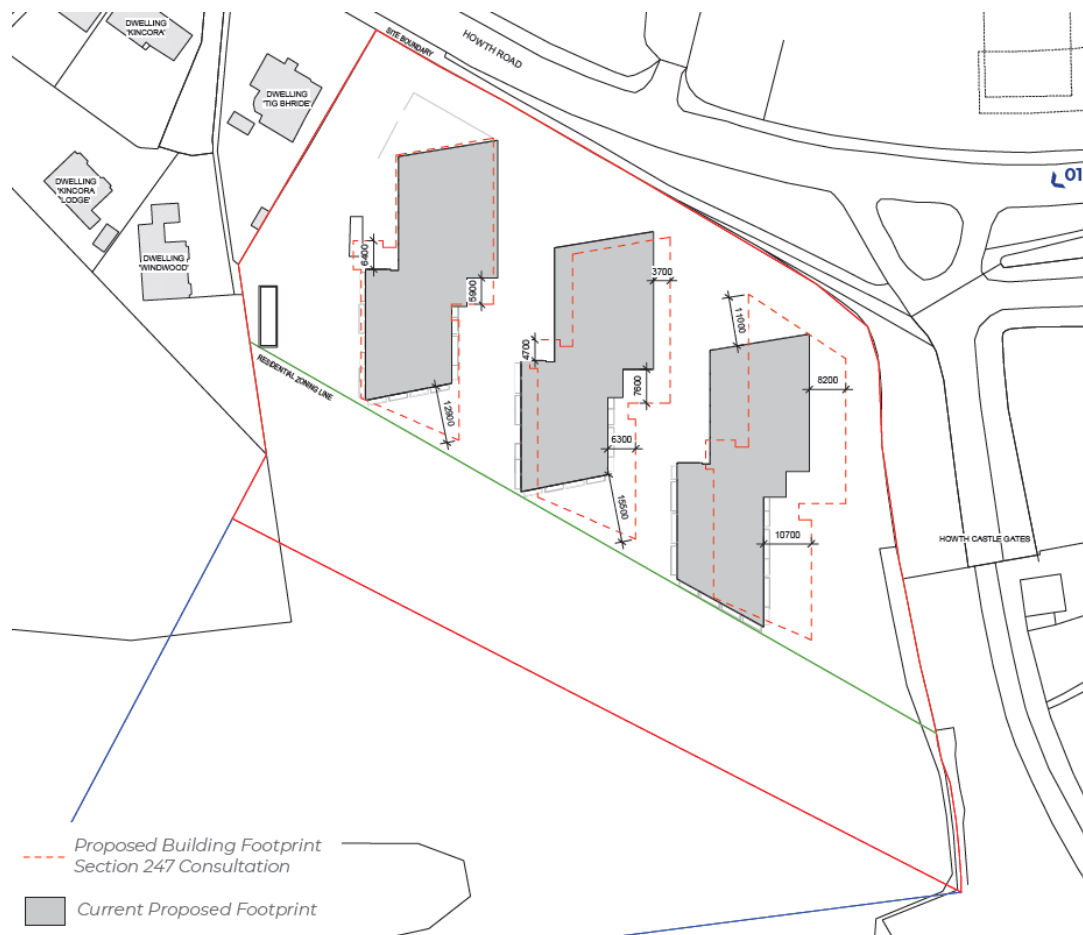 DWELLING
'KINCORA'
SITE BOUNDARY
HOWTH ROAD
DWELLING
'TIG BHRIDE'
01
DWELLING
'KINCORA
LODGE'
DWELLING
'WINDWOOD'
6400
5900
3700
11000
4700
RESIDENTIAL ZONING LINE
7600
8200
12900
6300
15500
10700
HOWTH CASTLE GATES
Proposed Building Footprint
Section 247 Consultation
Current Proposed Footprint